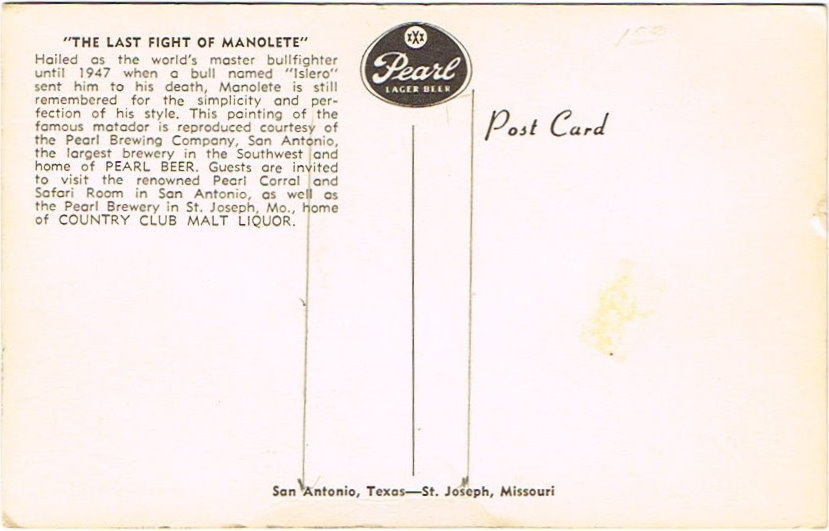 "THE LAST FIGHT OF MANOLETE"
Hailed as the world's master bullfighter
until 1947 when a bull named "Islero"
sent him to his death, Manolete is still
remembered for the simplicity and per-
fection of his style. This painting of the
famous matador is reproduced courtesy of
the Pearl Brewing Company, San Antonio,
the largest brewery in the Southwest and
home of PEARL BEER. Guests are invited
to visit the renowned Pearl Corral and
Safari Room in San Antonio, as well as
the Pearl Brewery in St. Joseph, Mo., home
of COUNTRY CLUB MALT LIQUOR.
XXX
Pearl
LAGER BEER
Post Card
San Antonio, Texas—St. Joseph, Missouri